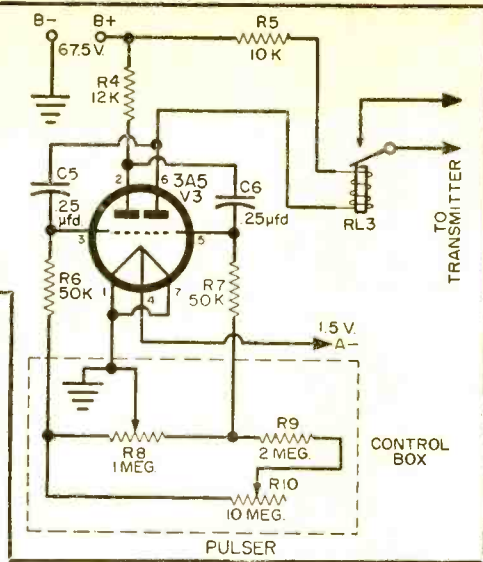 B-
B+
67.5 V.
R4
12 K
R5
10 K
C5
.25
µfd
2
6
3A5
V3
C6
.25µfd
3
5
RL3
TO
TRANSMITTER
R6
50K
R7
50K
1
4
7
1.5 V.
A-
R8
1 MEG.
R9
2 MEG.
R10
10 MEG.
CONTROL
BOX
PULSER